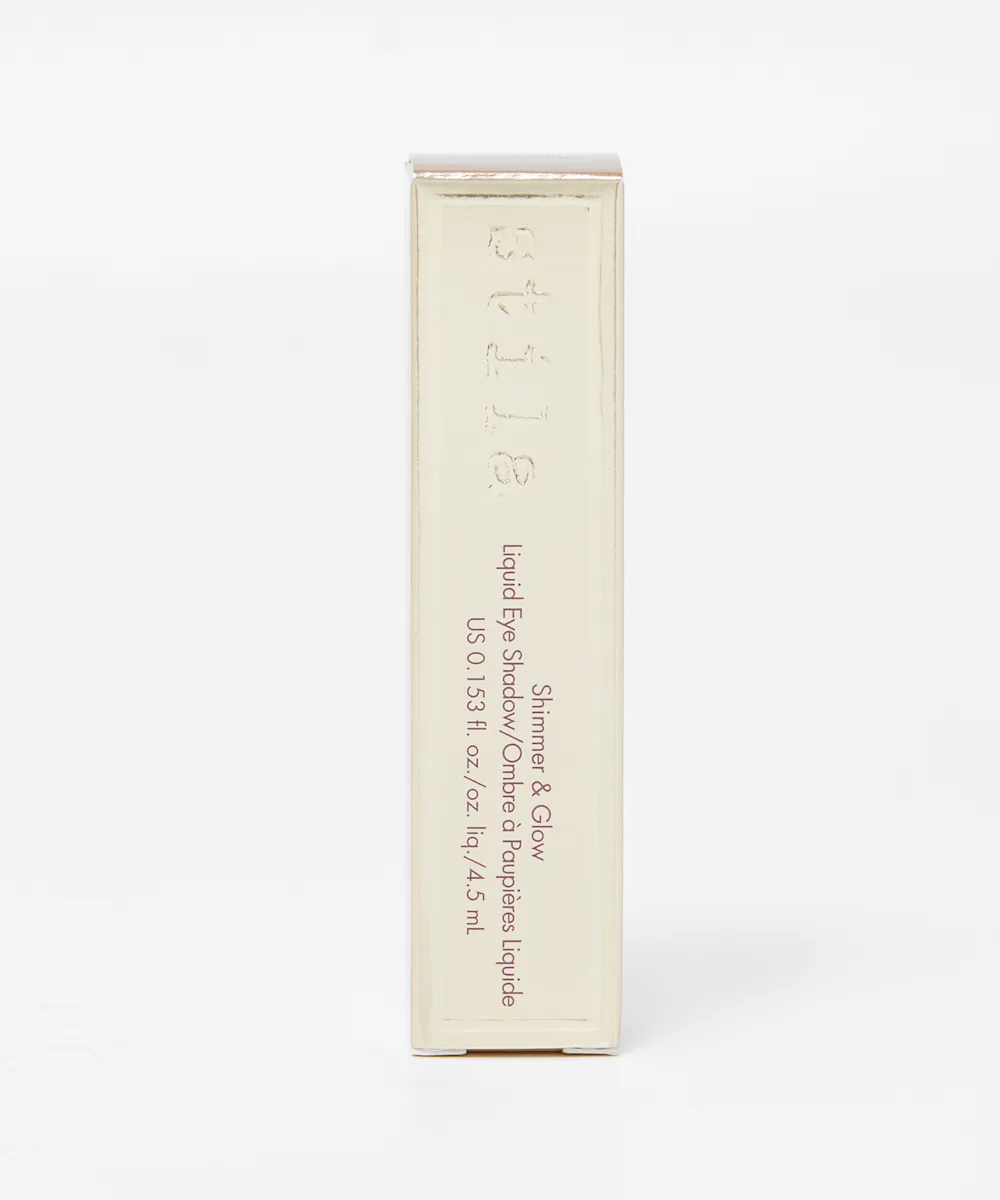 stila
Shimmer & Glow
Liquid Eye Shadow/Ombre à Paupières Liquide
US 0.153 fl. oz./oz. liq./4.5 mL